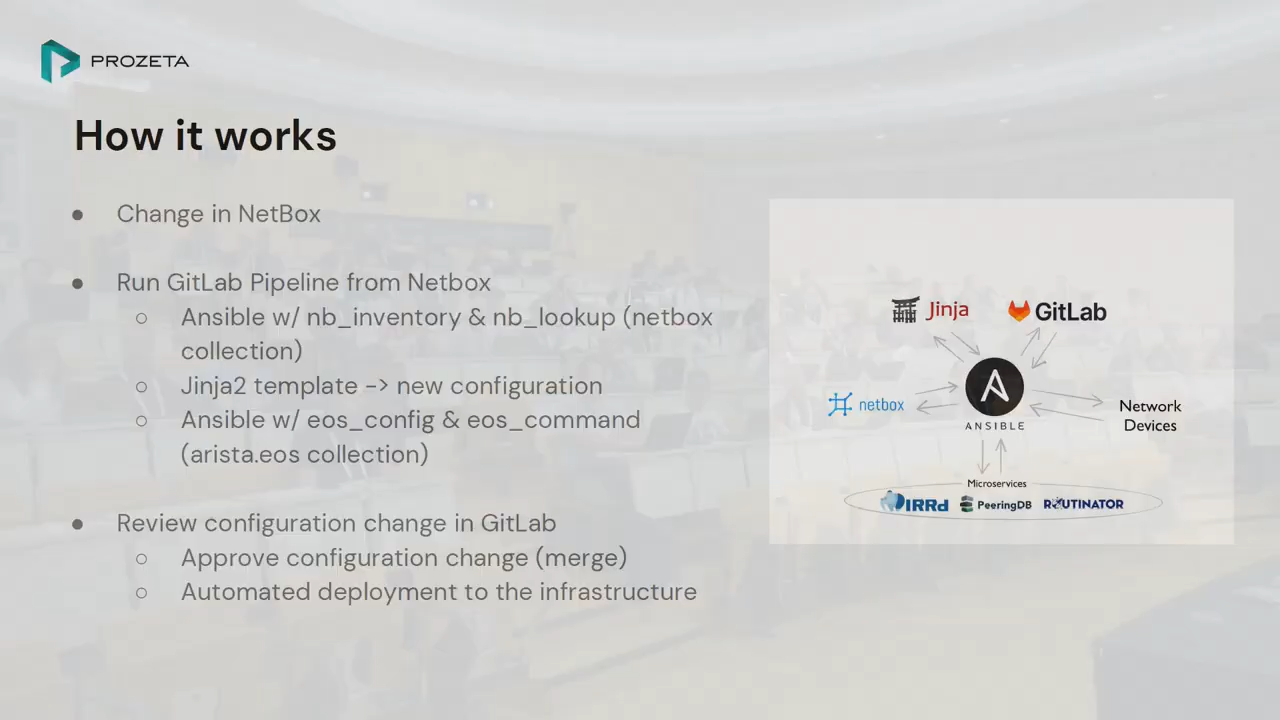 PROZETA
How it works
● Change in NetBox
● Run GitLab Pipeline from Netbox
○ Ansible w/ nb_inventory & nb_lookup (netbox
collection)
○ Jinja2 template -> new configuration
○ Ansible w/ eos_config & eos_command
(arista.eos collection)
● Review configuration change in GitLab
○ Approve configuration change (merge)
○ Automated deployment to the infrastructure
Jinja
GitLab
netbox
ANSIBLE
Network
Devices
Microservices
IRRd
PeeringDB
ROUTINATOR